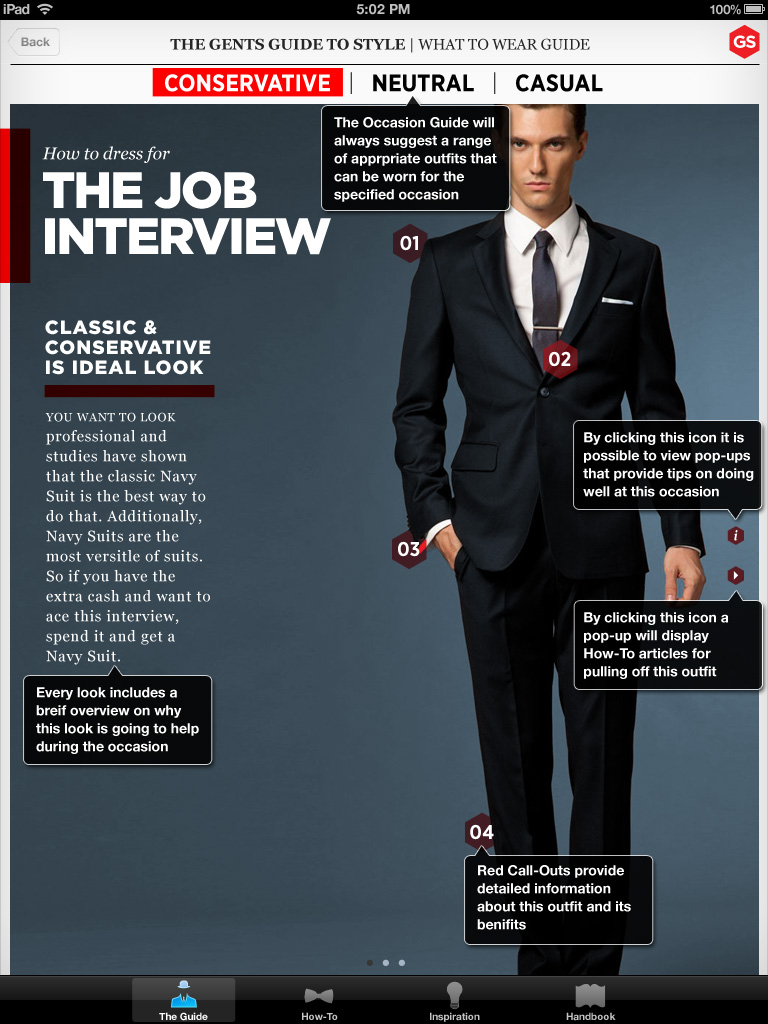 iPad 5:02 PM 100%
Back
THE GENTS GUIDE TO STYLE | WHAT TO WEAR GUIDE
GS
CONSERVATIVE | NEUTRAL | CASUAL
The Occasion Guide will
always suggest a range
of apprpriate outfits that
can be worn for the
specified occasion
How to dress for
THE JOB
INTERVIEW
01
CLASSIC &
CONSERVATIVE
IS IDEAL LOOK
02
YOU WANT TO LOOK
professional and
studies have shown
that the classic Navy
Suit is the best way to
do that. Additionally,
Navy Suits are the
most versitle of suits.
So if you have the
extra cash and want to
ace this interview,
spend it and get a
Navy Suit.
By clicking this icon it is
possible to view pop-ups
that provide tips on doing
well at this occasion
i
03
By clicking this icon a
pop-up will display
How-To articles for
pulling off this outfit
Every look includes a
breif overview on why
this look is going to help
during the occasion
04
Red Call-Outs provide
detailed information
about this outfit and its
benifits
The Guide How-To Inspiration Handbook